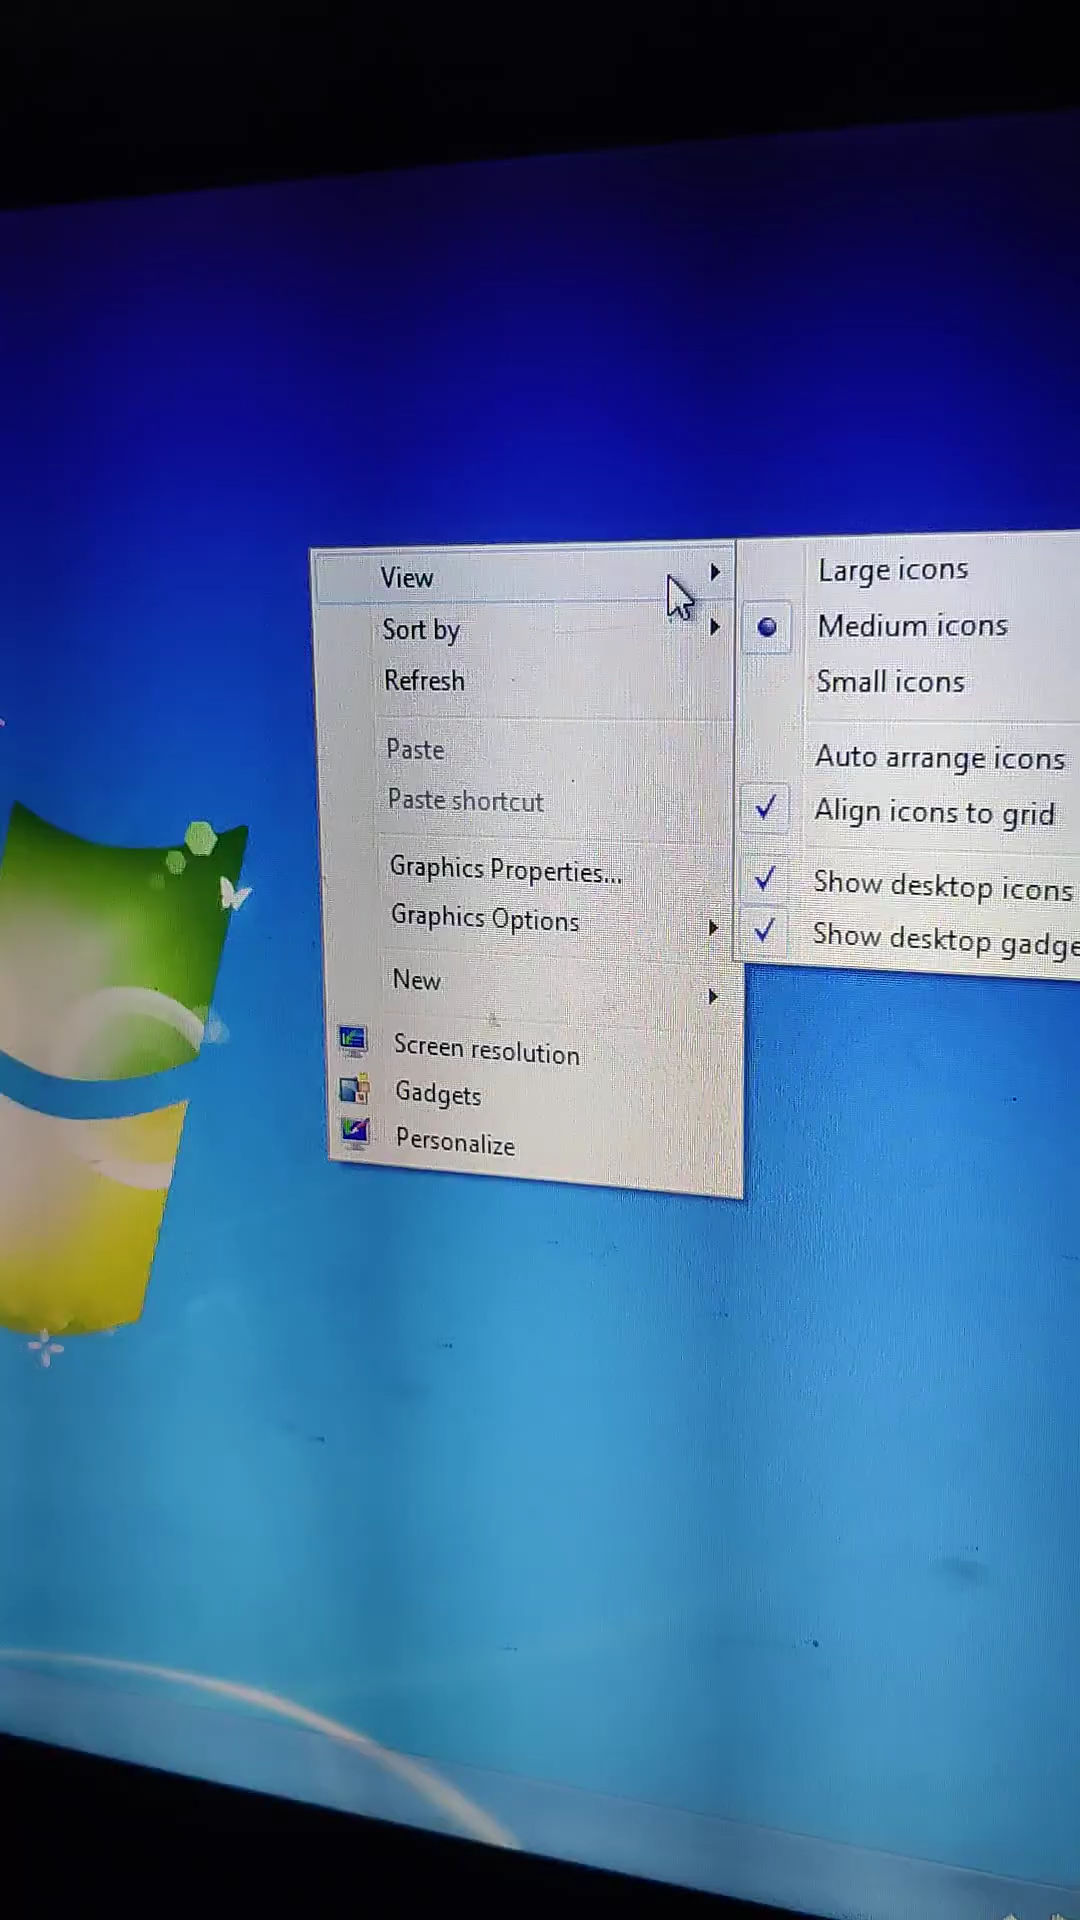 View
Sort by
Refresh
Paste
Paste shortcut
Graphics Properties...
Graphics Options
New
Screen resolution
Gadgets
Personalize
Large icons
Medium icons
Small icons
Auto arrange icons
Align icons to grid
Show desktop icons
Show desktop gadge